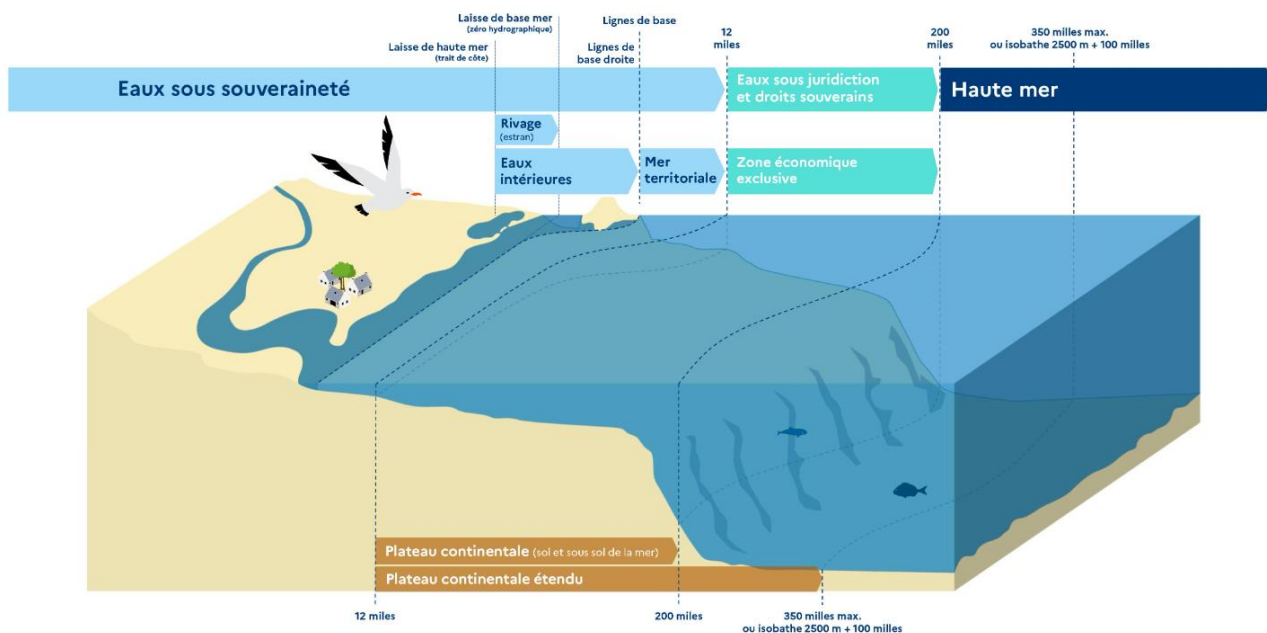 Laisse de base mer
(zéro hydrographique)
Lignes de base
Laisse de haute mer
(trait de côte)
Lignes de
base droite
12
miles
200
miles
350 milles max.
ou isobathe 2500 m + 100 milles
Eaux sous souveraineté
Eaux sous juridiction
et droits souverains
Haute mer
Rivage
(estran)
Eaux
intérieures
Mer
territoriale
Zone économique
exclusive
Plateau continentale (sol et sous sol de la mer)
Plateau continentale étendu
12 miles
200 miles
350 milles max.
ou isobathe 2500 m + 100 milles